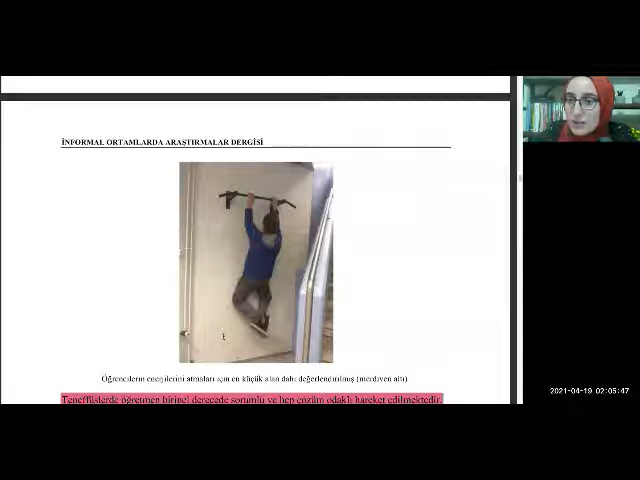 İNFORMAL ORTAMLARDA ARAŞTIRMALAR DERGİSİ
Öğrencilerin enerjilerini atmaları için en küçük alan dahi değerlendirilmiş (merdiven altı)
Teneffüslerde öğretmen birinci derecede sorumlu ve hep çözüm odaklı hareket edilmektedir.
2021-04-19 02:05:47